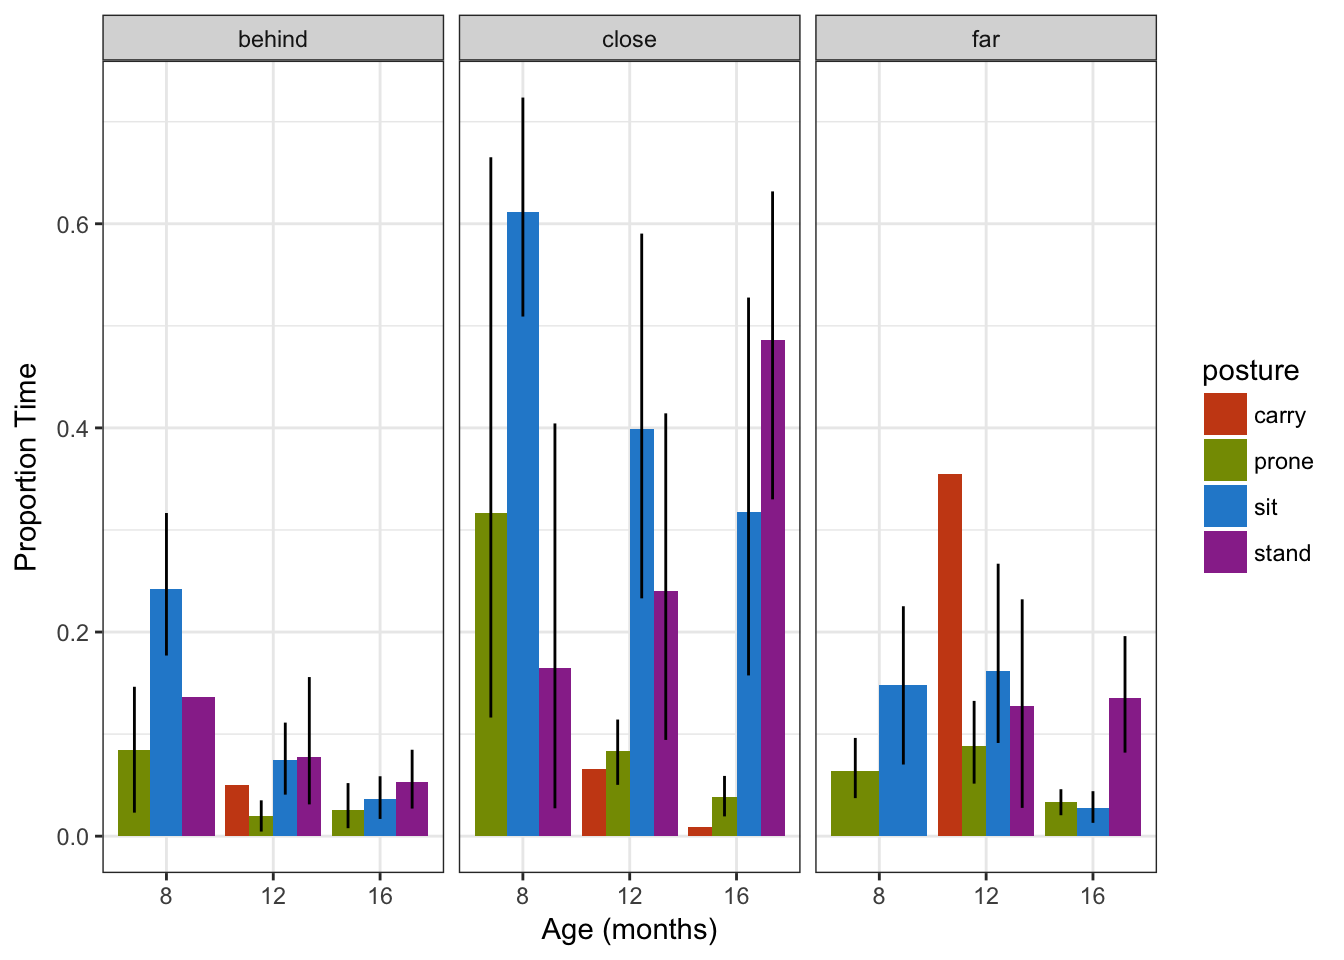 behind close far
Proportion Time
0.6
0.4
0.2
0.0
8 12 16 8 12 16 8 12 16
Age (months)
posture
carry
prone
sit
stand